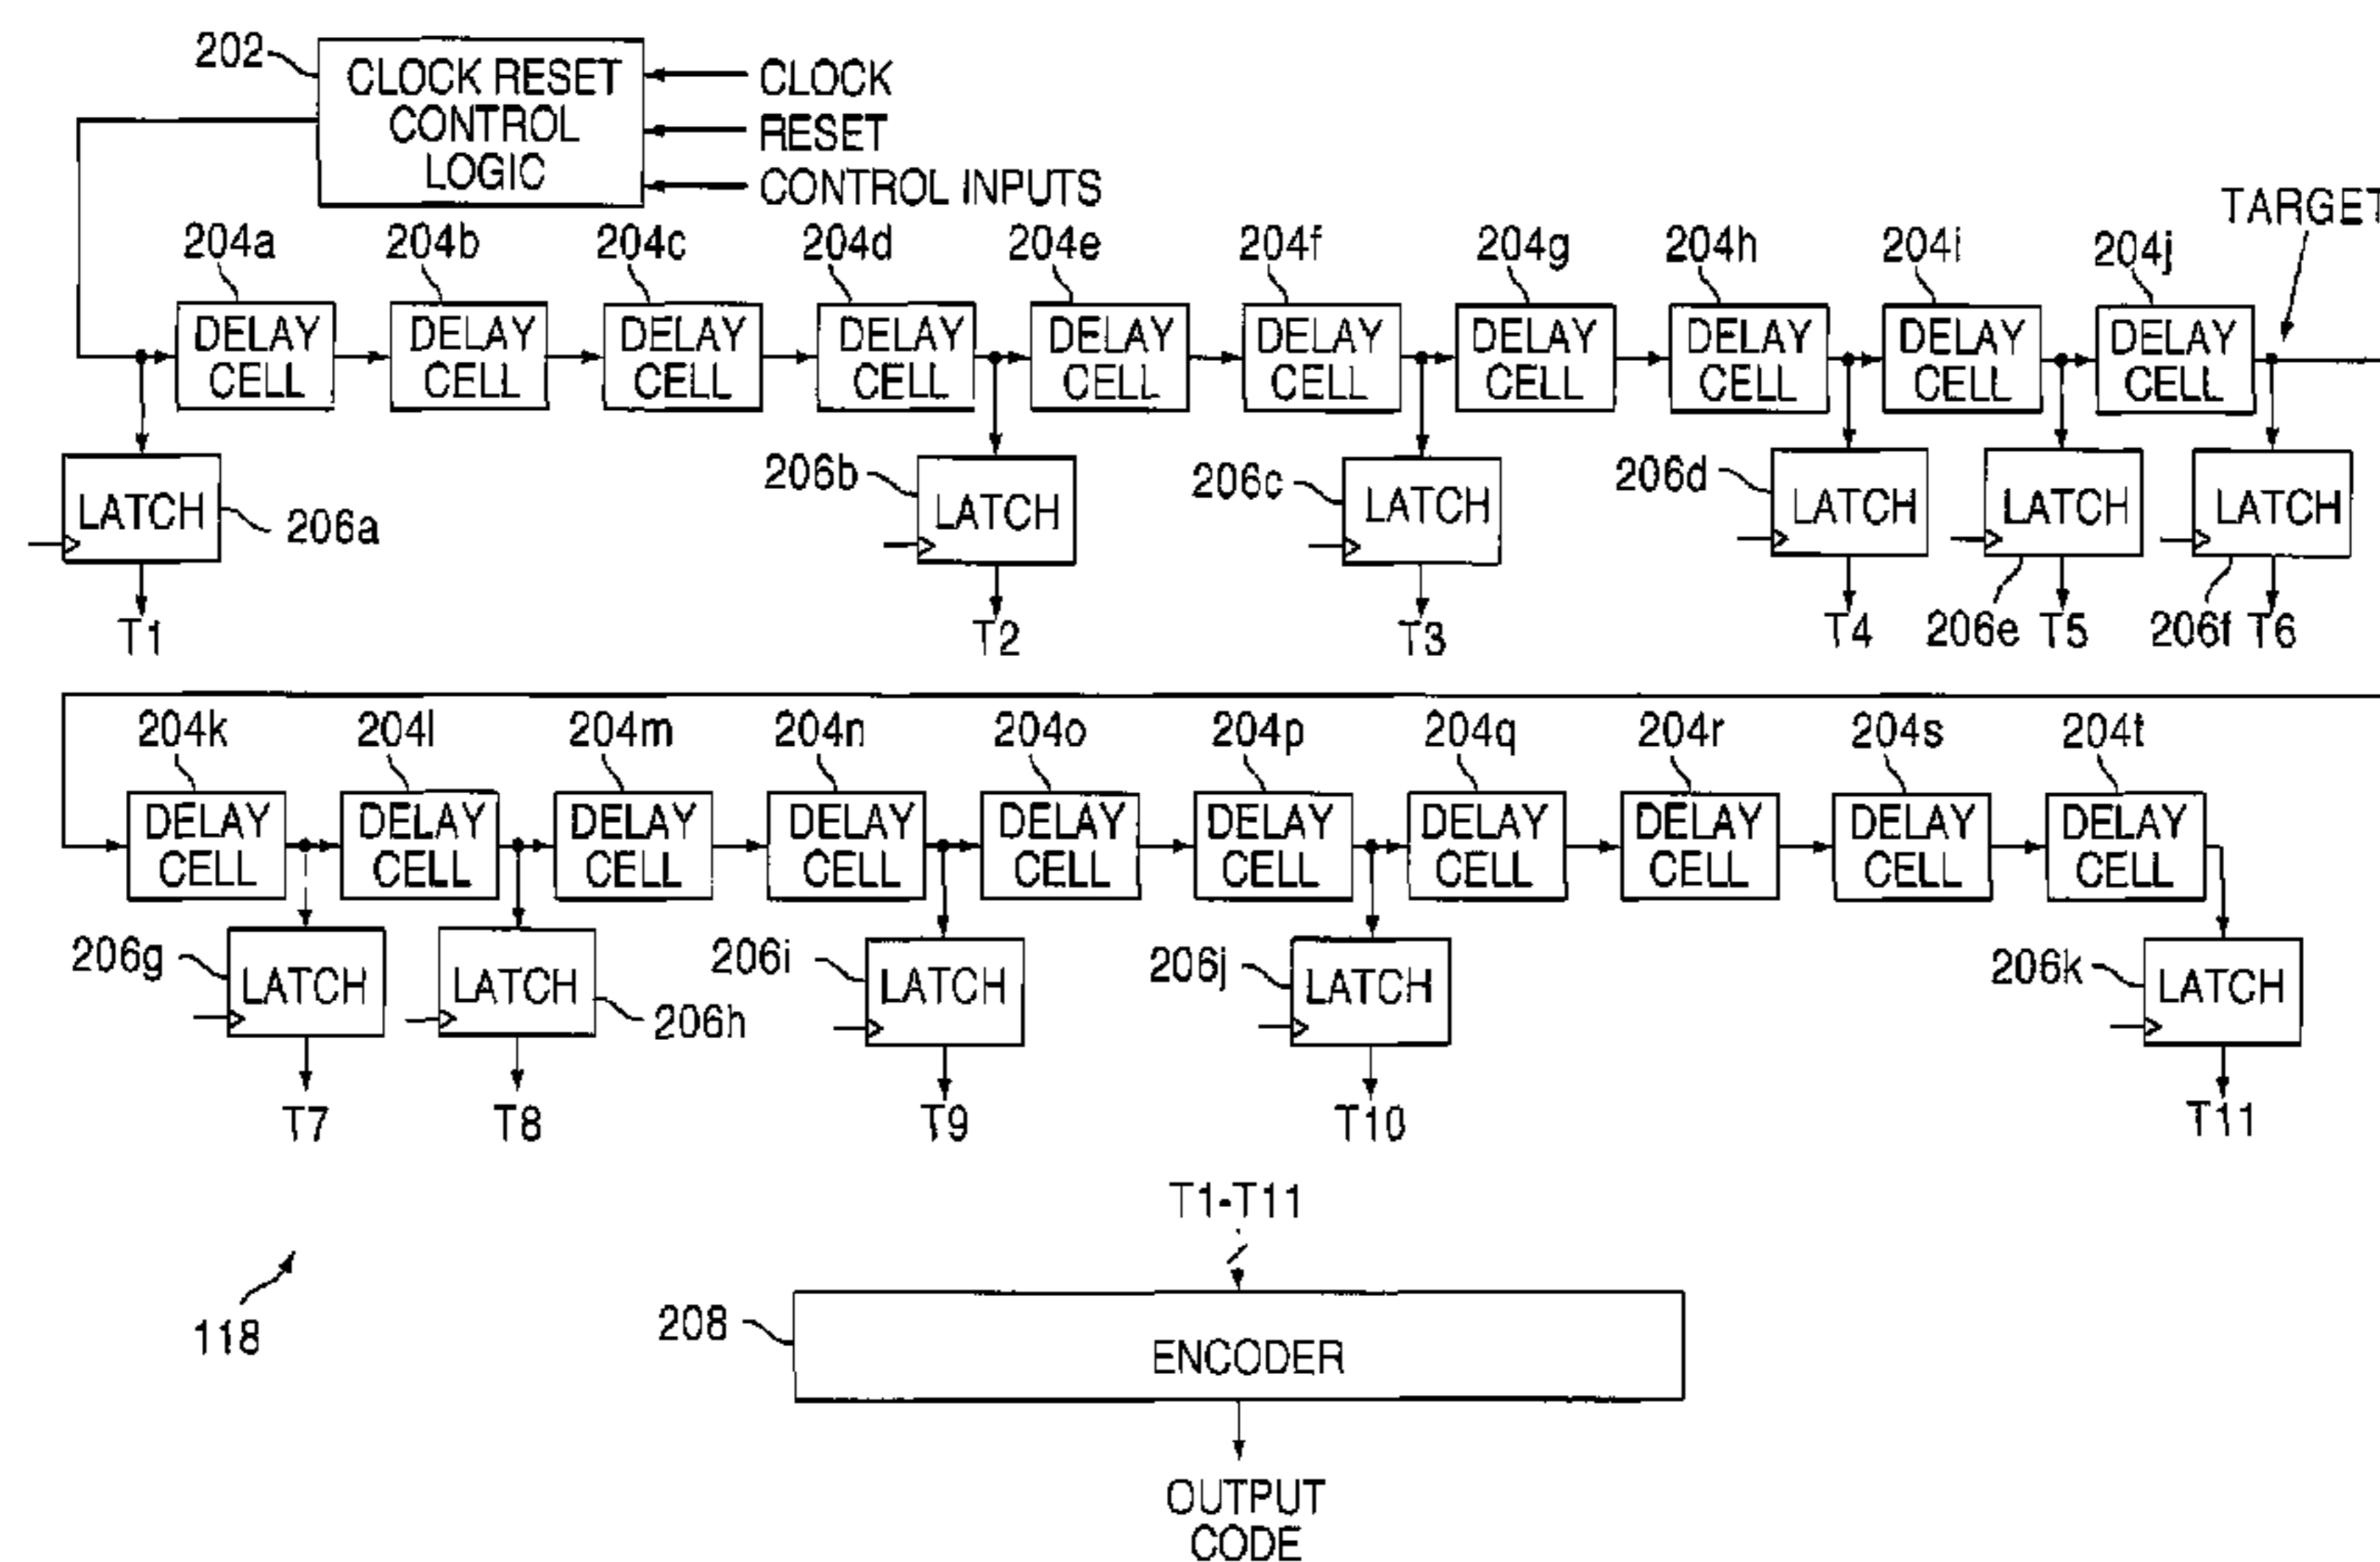 202
CLOCK RESET
CONTROL
LOGIC
CLOCK
RESET
CONTROL INPUTS
TARGET
204a
204b
204c
204d
204e
204f
204g
204h
204i
204j
DELAY
CELL
DELAY
CELL
DELAY
CELL
DELAY
CELL
DELAY
CELL
DELAY
CELL
DELAY
CELL
DELAY
CELL
DELAY
CELL
DELAY
CELL
LATCH
206a
206b
LATCH
206c
LATCH
206d
LATCH
LATCH
LATCH
T1
T2
T3
T4
206e
T5
206f
T6
204k
204l
204m
204n
204o
204p
204q
204r
204s
204t
DELAY
CELL
DELAY
CELL
DELAY
CELL
DELAY
CELL
DELAY
CELL
DELAY
CELL
DELAY
CELL
DELAY
CELL
DELAY
CELL
DELAY
CELL
206g
LATCH
LATCH
206h
206i
LATCH
206j
LATCH
206k
LATCH
T7
T8
T9
T10
T11
T1-T11
118
208
ENCODER
OUTPUT
CODE